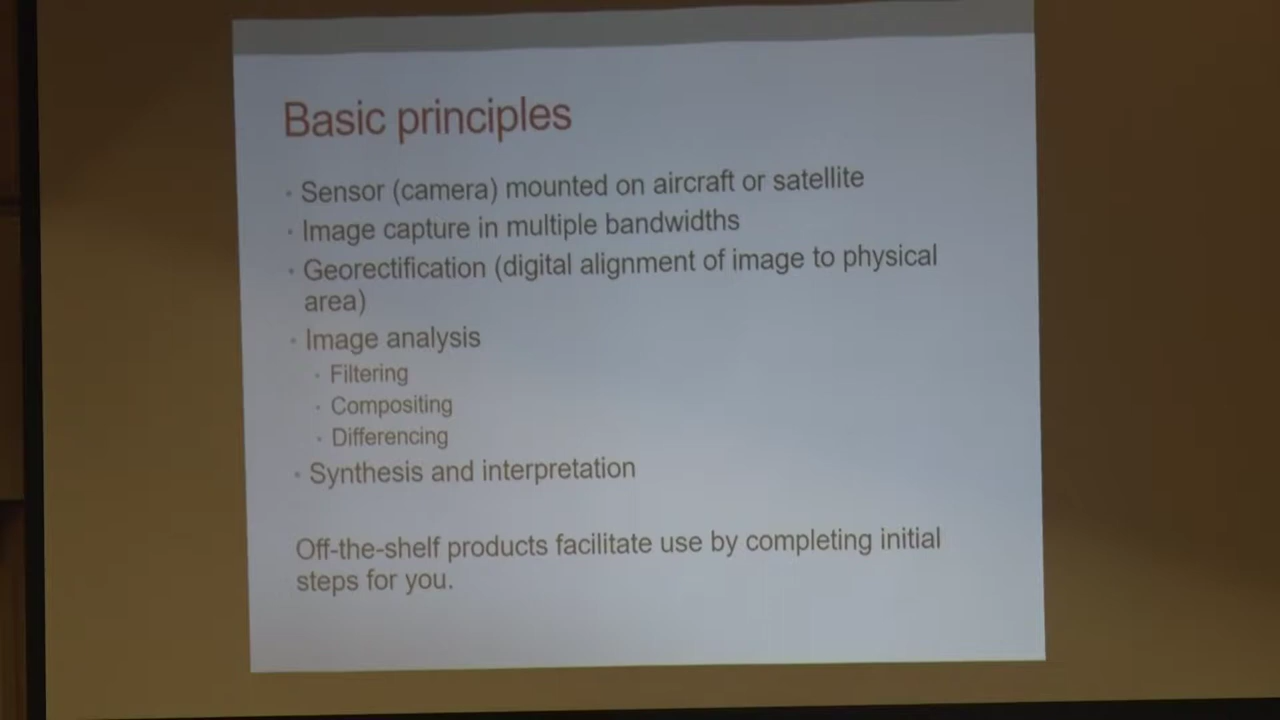 Basic principles
• Sensor (camera) mounted on aircraft or satellite
• Image capture in multiple bandwidths
• Georectification (digital alignment of image to physical
area)
• Image analysis
• Filtering
• Compositing
• Differencing
• Synthesis and interpretation
Off-the-shelf products facilitate use by completing initial
steps for you.